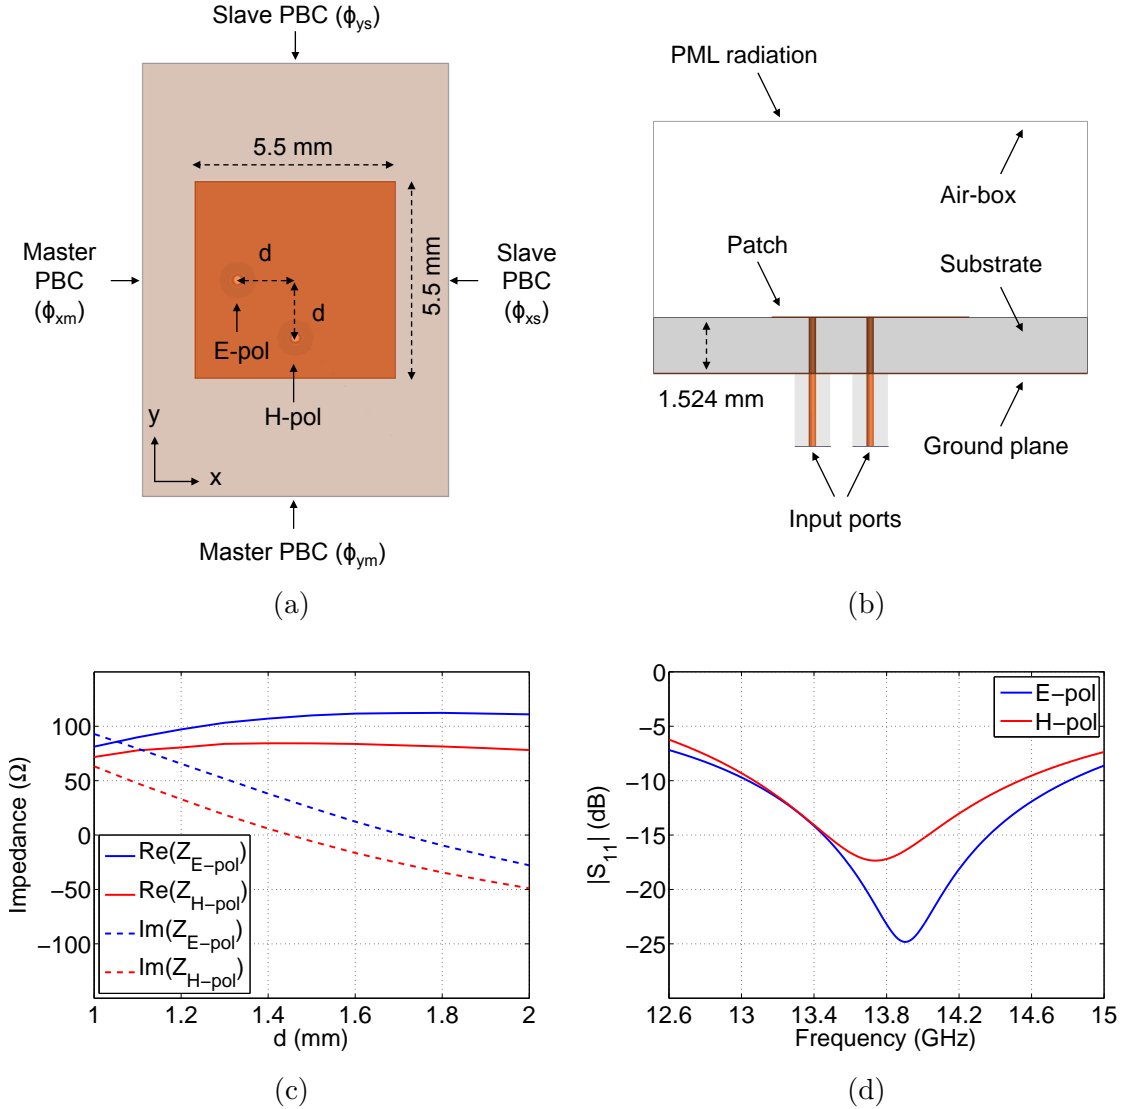 Slave PBC (ϕys)
5.5 mm
5.5 mm
Master
PBC
(ϕxm)
d
d
Slave
PBC
(ϕxs)
E-pol
H-pol
y
x
Master PBC (ϕym)
(a)
PML radiation
Air-box
Patch
Substrate
1.524 mm
Ground plane
Input ports
(b)
Impedance (Ω)
100
50
0
−50
−100
Re(ZE−pol)
Re(ZH−pol)
Im(ZE−pol)
Im(ZH−pol)
1 1.2 1.4 1.6 1.8 2
d (mm)
(c)
|S11| (dB)
0
−5
−10
−15
−20
−25
−30
E−pol
H−pol
12.6 13 13.4 13.8 14.2 14.6 15
Frequency (GHz)
(d)